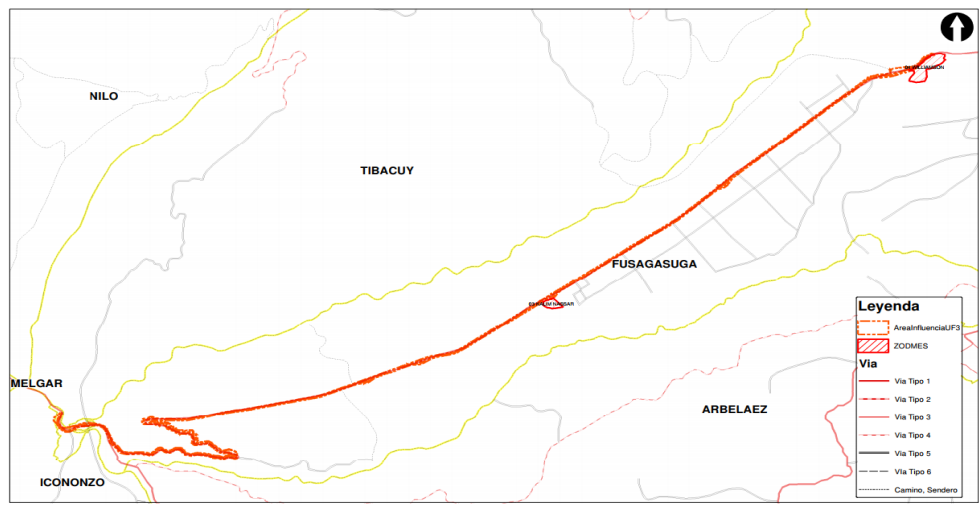 NILO
TIBACUY
FUSAGASUGA
MELGAR
ARBELAEZ
ICONONZO
Leyenda
AreaInfluenciaUF3
ZODMES
Via
Via Tipo 1
Via Tipo 2
Via Tipo 3
Via Tipo 4
Via Tipo 5
VIa Tipo 6
Camino, Sendero